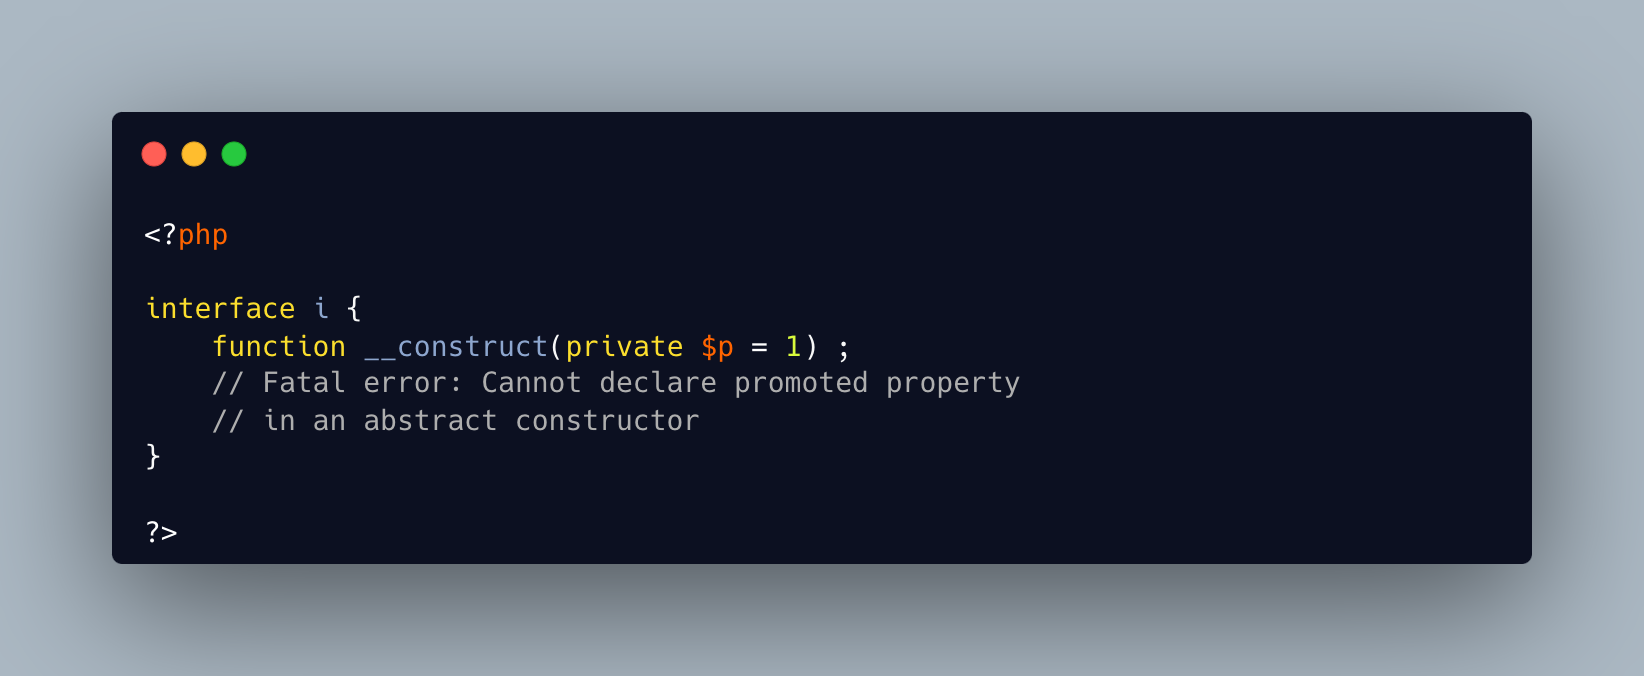 <?php
interface i {
    function __construct(private $p = 1) ;
    // Fatal error: Cannot declare promoted property
    // in an abstract constructor
}
?>